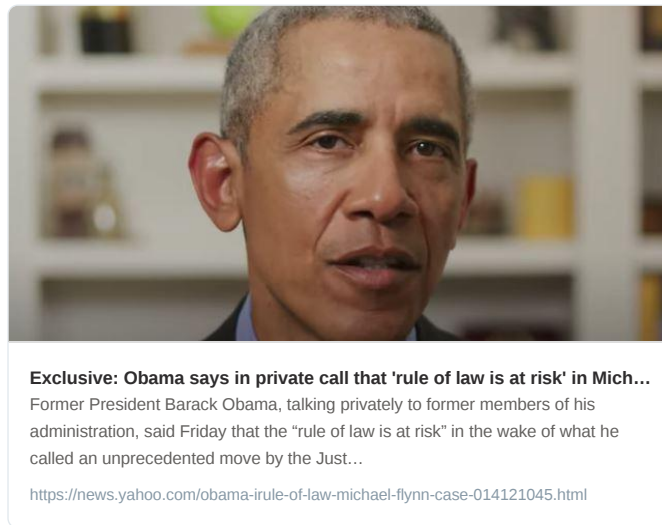 Exclusive: Obama says in private call that 'rule of law is at risk' in Mich…
Former President Barack Obama, talking privately to former members of his
administration, said Friday that the “rule of law is at risk” in the wake of what he
called an unprecedented move by the Just…
https://news.yahoo.com/obama-irule-of-law-michael-flynn-case-014121045.html